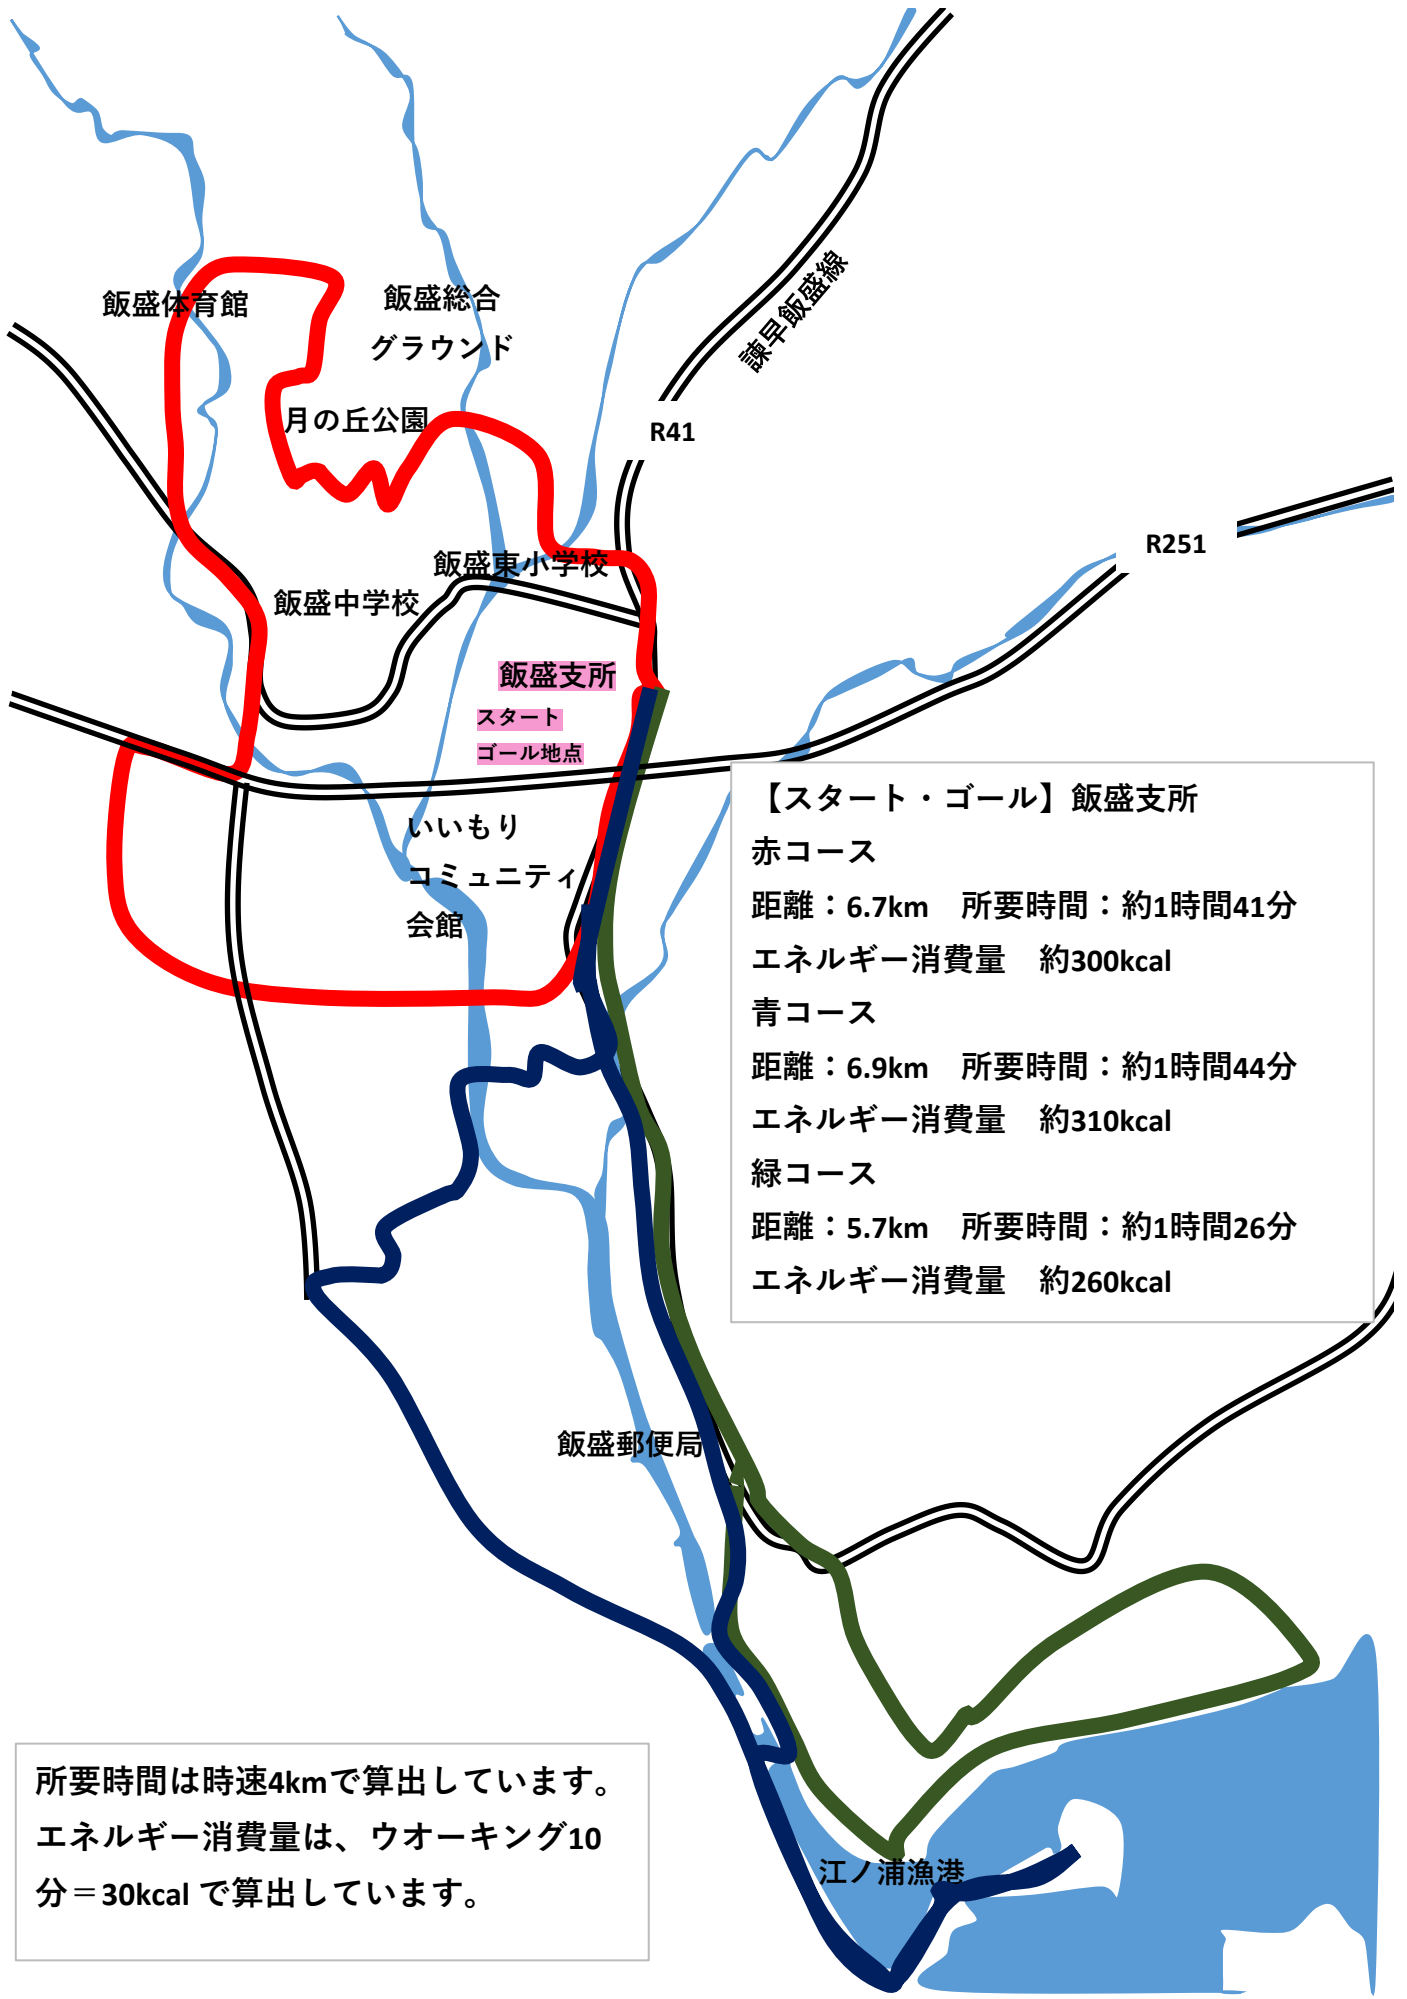 飯盛体育館
飯盛総合
グラウンド
諫早飯盛線
月の丘公園
R41
R251
飯盛東小学校
飯盛中学校
飯盛支所
スタート
ゴール地点
いいもり
コミュニティ
会館
【スタート・ゴール】飯盛支所
赤コース
距離：6.7km　所要時間：約1時間41分
エネルギー消費量　約300kcal
青コース
距離：6.9km　所要時間：約1時間44分
エネルギー消費量　約310kcal
緑コース
距離：5.7km　所要時間：約1時間26分
エネルギー消費量　約260kcal
飯盛郵便局
江ノ浦漁港
所要時間は時速4kmで算出しています。
エネルギー消費量は、ウオーキング10
分＝30kcal で算出しています。